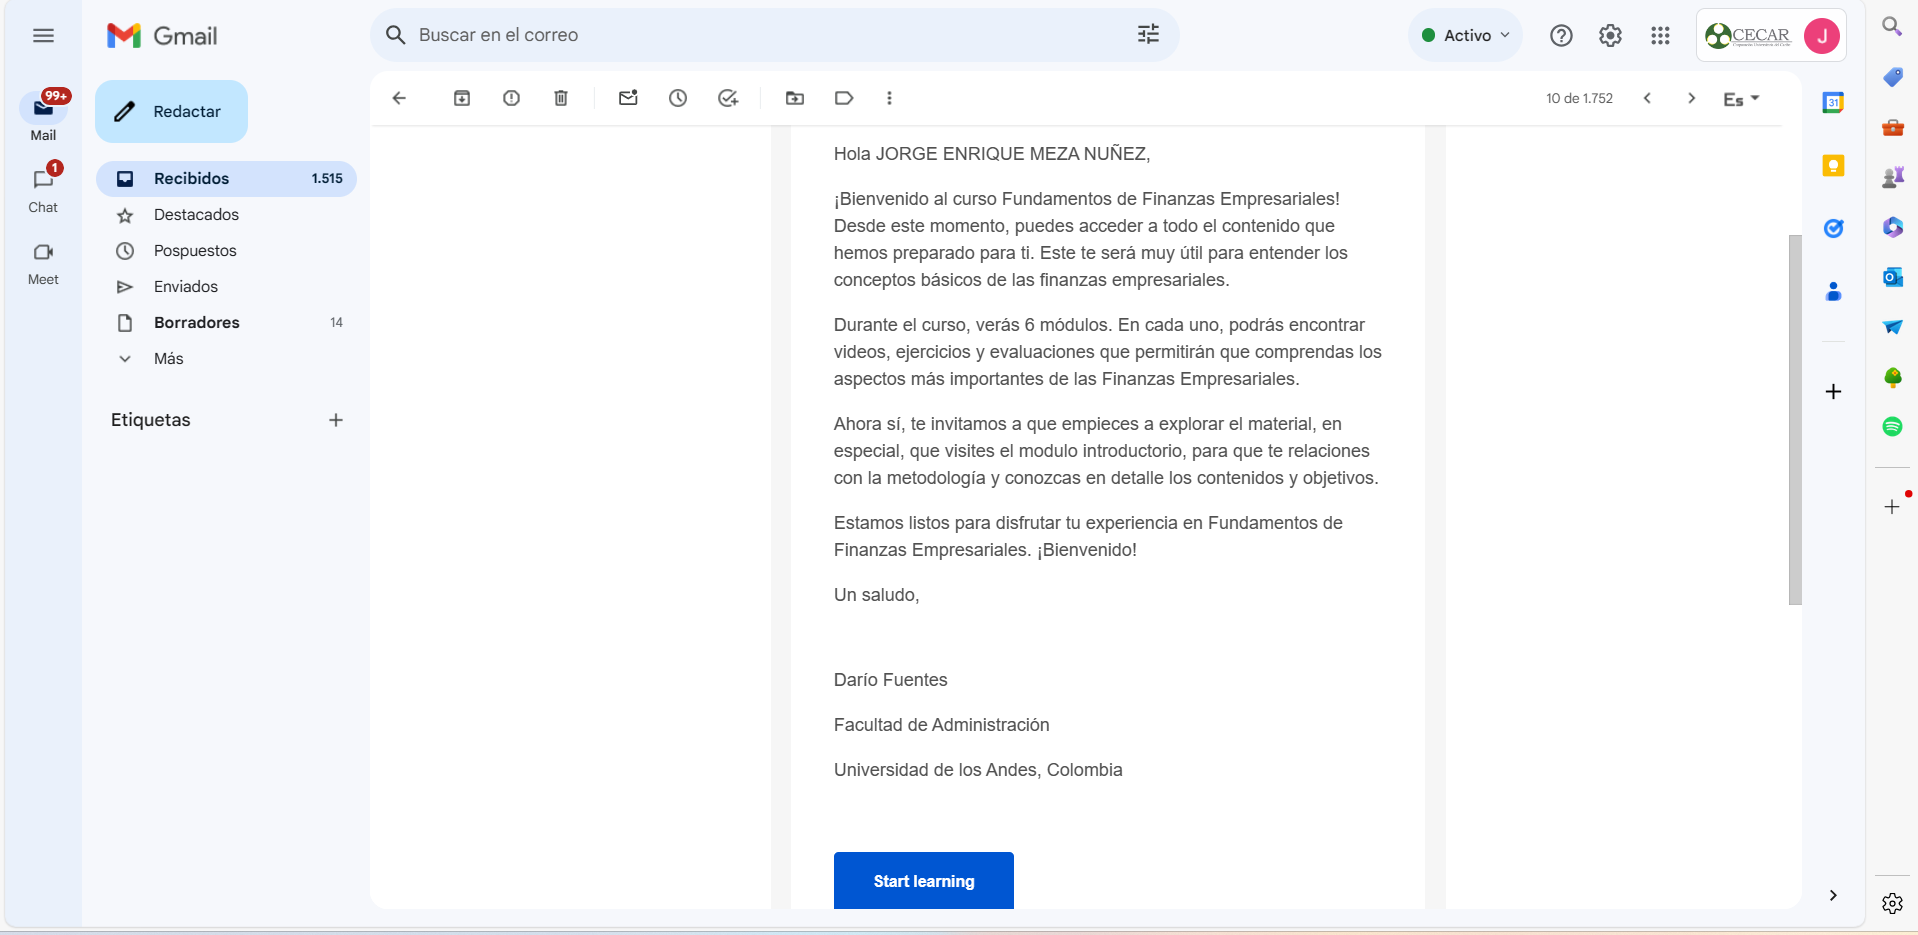 Gmail
Buscar en el correo
Activo
CECAR
J
99+
Mail
1
Chat
Meet
Redactar
Recibidos 1.515
Destacados
Pospuestos
Enviados
Borradores 14
Más
Etiquetas
10 de 1.752
Es
31
Hola JORGE ENRIQUE MEZA NUÑEZ,
¡Bienvenido al curso Fundamentos de Finanzas Empresariales!
Desde este momento, puedes acceder a todo el contenido que
hemos preparado para ti. Este te será muy útil para entender los
conceptos básicos de las finanzas empresariales.
Durante el curso, verás 6 módulos. En cada uno, podrás encontrar
videos, ejercicios y evaluaciones que permitirán que comprendas los
aspectos más importantes de las Finanzas Empresariales.
Ahora sí, te invitamos a que empieces a explorar el material, en
especial, que visites el modulo introductorio, para que te relaciones
con la metodología y conozcas en detalle los contenidos y objetivos.
Estamos listos para disfrutar tu experiencia en Fundamentos de
Finanzas Empresariales. ¡Bienvenido!
Un saludo,
Darío Fuentes
Facultad de Administración
Universidad de los Andes, Colombia
Start learning